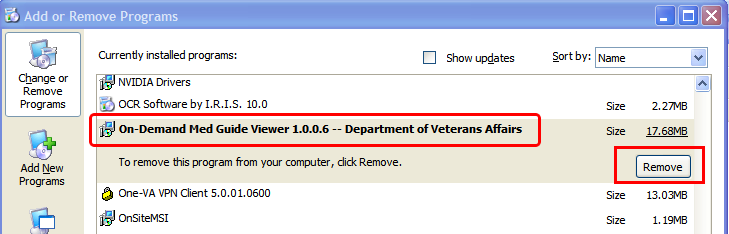 Add or Remove Programs
Currently installed programs: Show updates Sort by: Name
Change or Remove Programs
NVIDIA Drivers
OCR Software by I.R.I.S. 10.0 Size 2.27MB
On-Demand Med Guide Viewer 1.0.0.6 -- Department of Veterans Affairs Size 17.68MB
To remove this program from your computer, click Remove. Remove
Add New Programs
One-VA VPN Client 5.0.01.0600 Size 13.03MB
OnSiteMSI Size 1.19MB